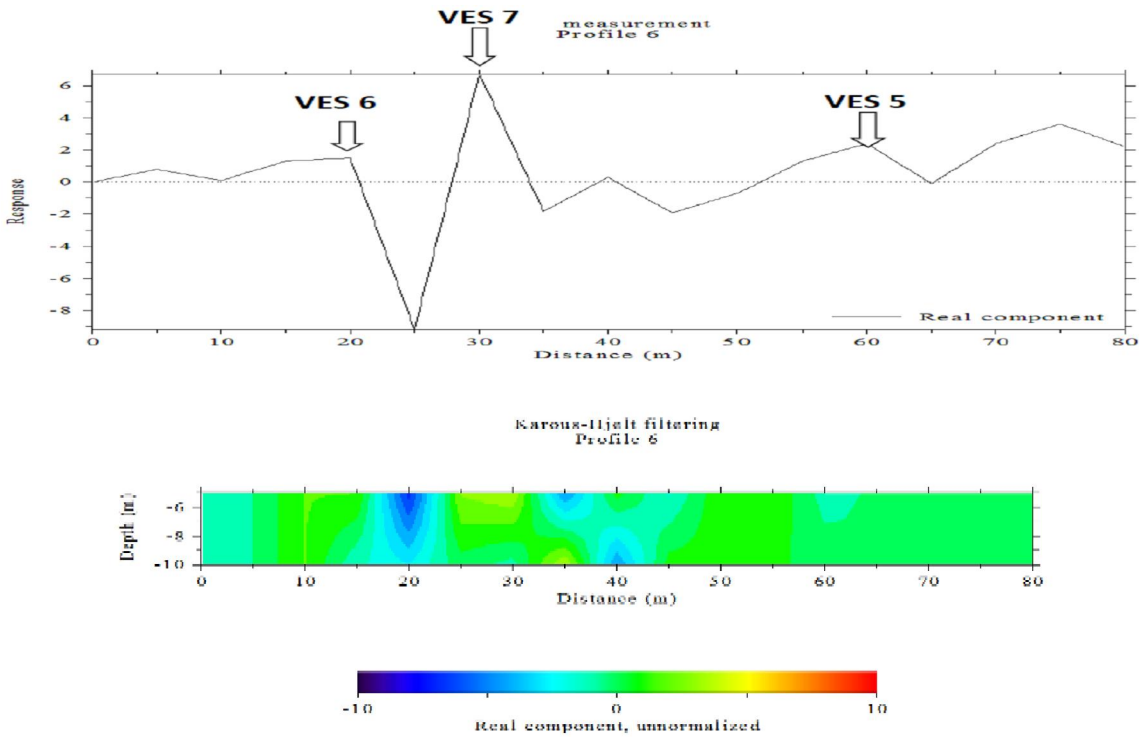 VES 7
measurement
Profile 6
VES 6
VES 5
6
4
2
0
-2
-4
-6
-8
Response
Real component
0 10 20 30 40 50 60 70 80
Distance (m)
Karous-Hjelt filtering
Profile 6
-6
-8
-10
Depth (m)
0 10 20 30 40 50 60 70 80
Distance (m)
-10 0 10
Real component, unnormalized